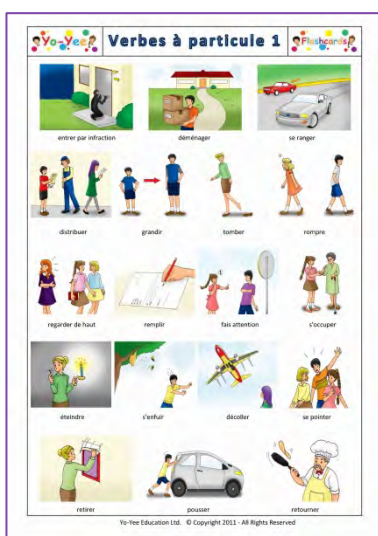 Yo-Yee Verbes à particule 1 Flashcards
entrer par infraction déménager se ranger
distribuer grandir tomber rompre
regarder de haut remplir fais attention s'occuper
éteindre s'enfuir décoller se pointer
retirer pousser retourner
Yo-Yee Education Ltd. © Copyright 2011 - All Rights Reserved